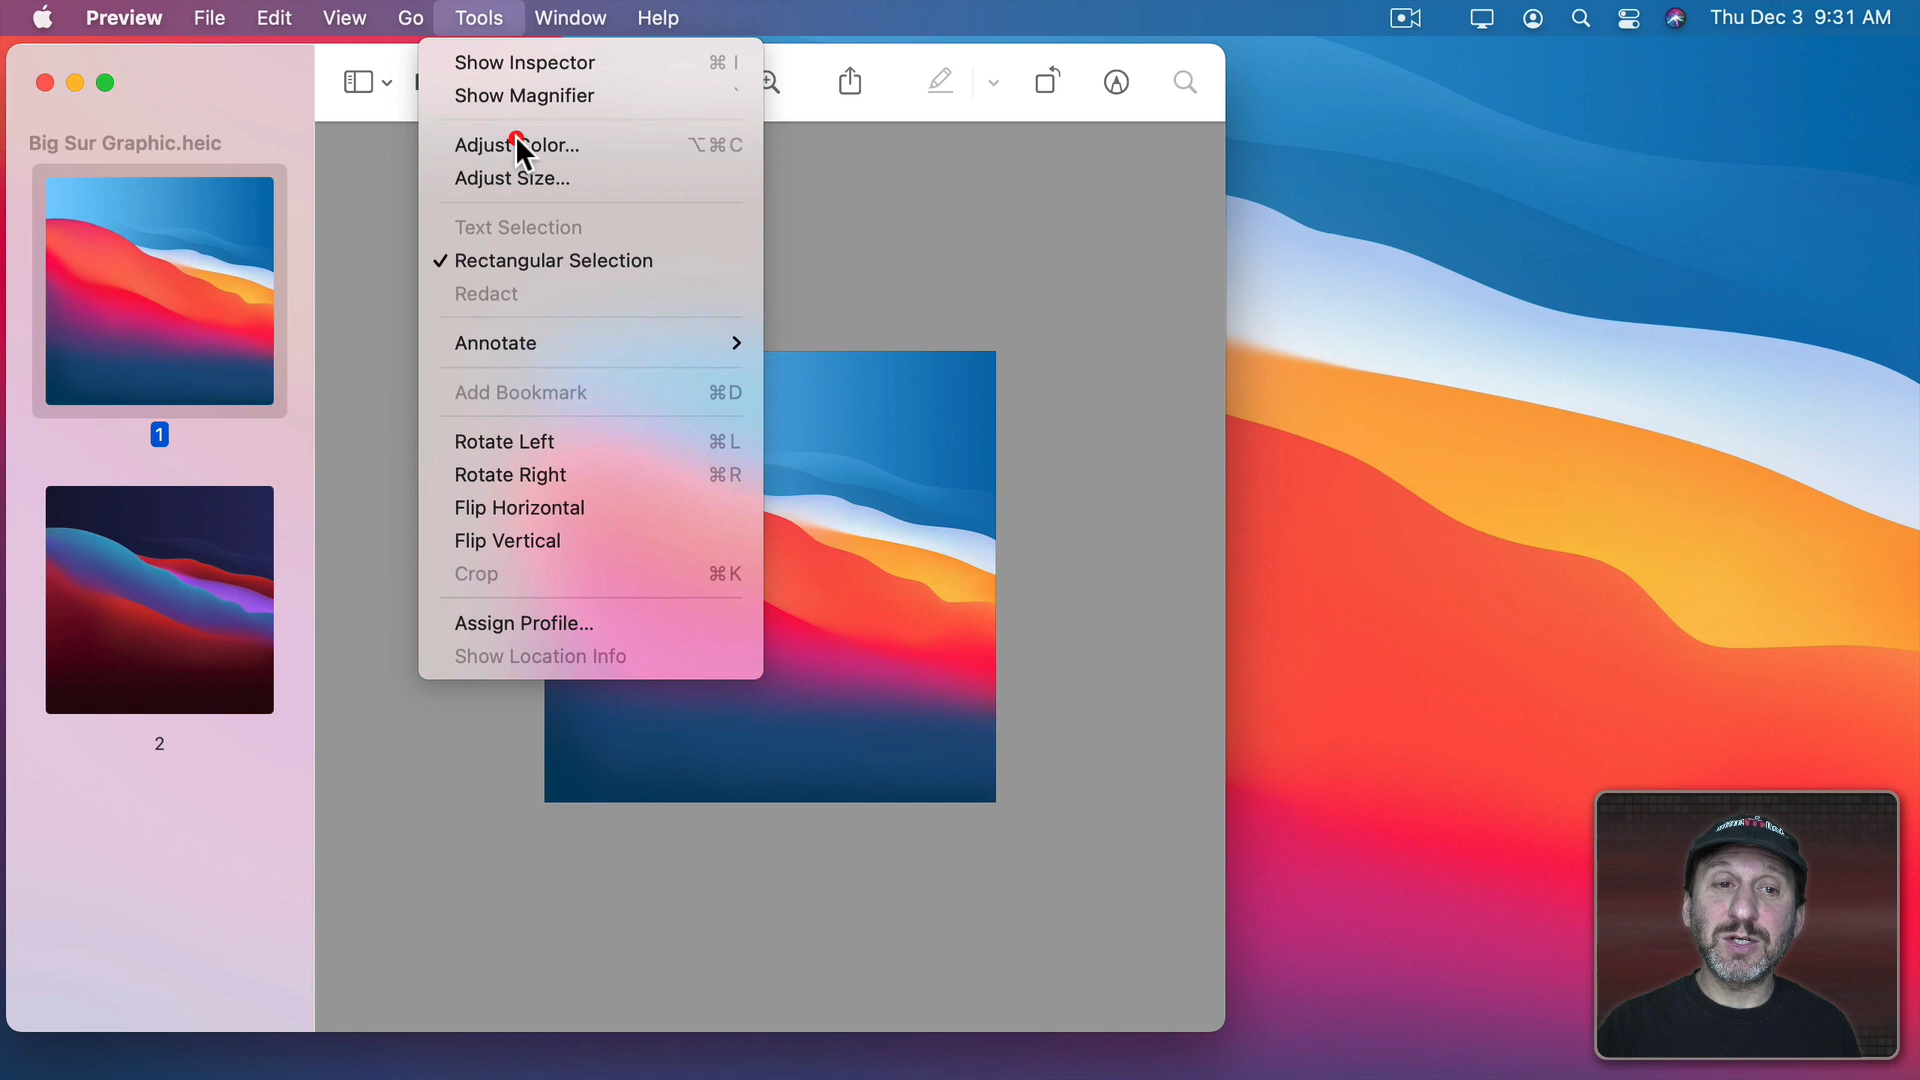 Preview File Edit View Go Tools Window Help Thu Dec 3 9:31 AM
Big Sur Graphic.heic
1
2
Show Inspector ⌘ I
Show Magnifier `
Adjust Color... ⌥⌘C
Adjust Size...
Text Selection
✓ Rectangular Selection
Redact
Annotate
Add Bookmark ⌘D
Rotate Left ⌘L
Rotate Right ⌘R
Flip Horizontal
Flip Vertical
Crop ⌘K
Assign Profile...
Show Location Info